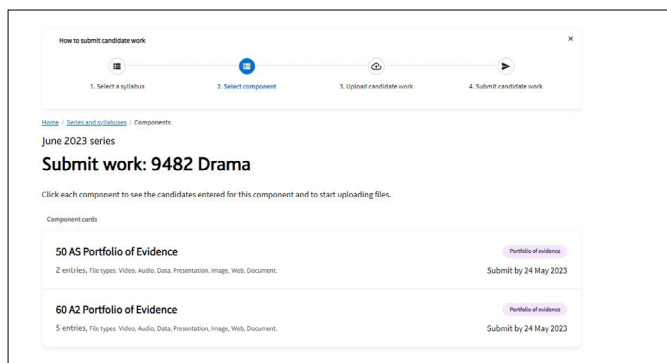 How to submit candidate work
1. Select a syllabus
2. Select component
3. Upload candidate work
4. Submit candidate work
Home / Series and syllabuses / Components
June 2023 series
Submit work: 9482 Drama
Click each component to see the candidates entered for this component and to start uploading files.
Component cards
50 AS Portfolio of Evidence
Portfolio of evidence
2 entries, File types: Video, Audio, Data, Presentation, Image, Web, Document.
Submit by 24 May 2023
60 A2 Portfolio of Evidence
Portfolio of evidence
5 entries, File types: Video, Audio, Data, Presentation, Image, Web, Document.
Submit by 24 May 2023